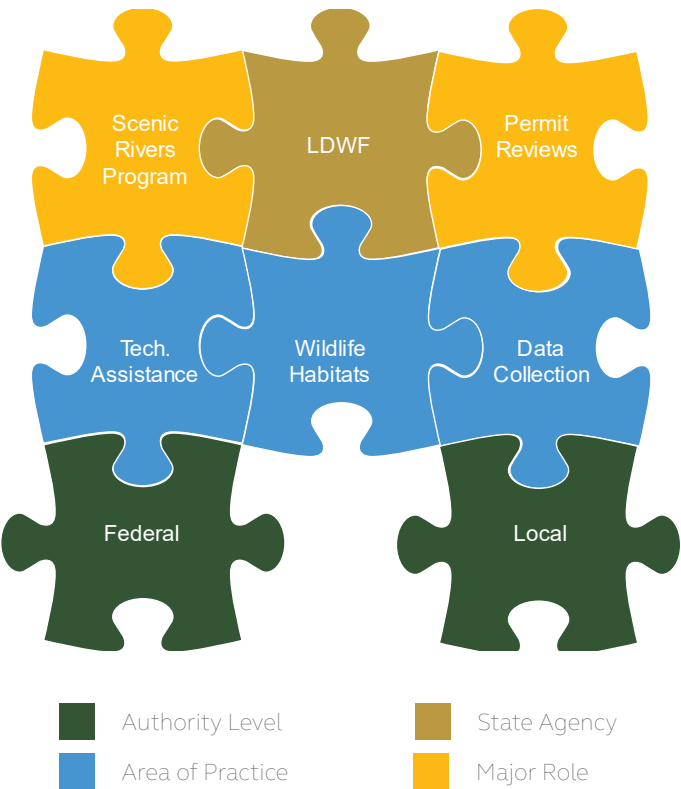 Scenic
Rivers
Program
LDWF
Permit
Reviews
Tech.
Assistance
Wildlife
Habitats
Data
Collection
Federal
Local
Authority Level
State Agency
Area of Practice
Major Role